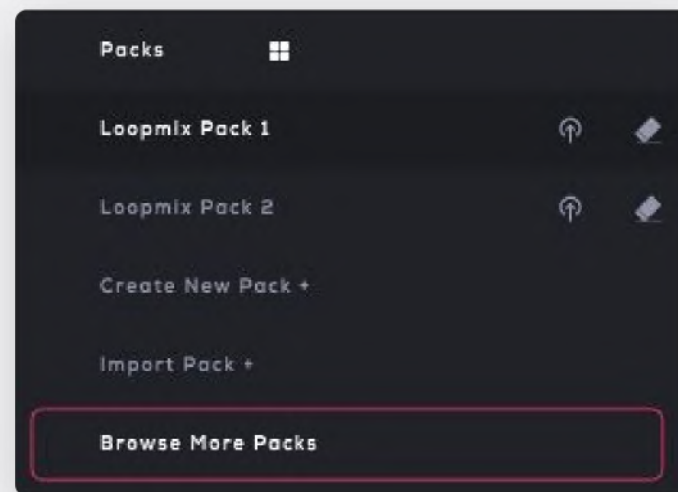 Packs
Loopmix Pack 1
Loopmix Pack 2
Create New Pack +
Import Pack +
Browse More Packs